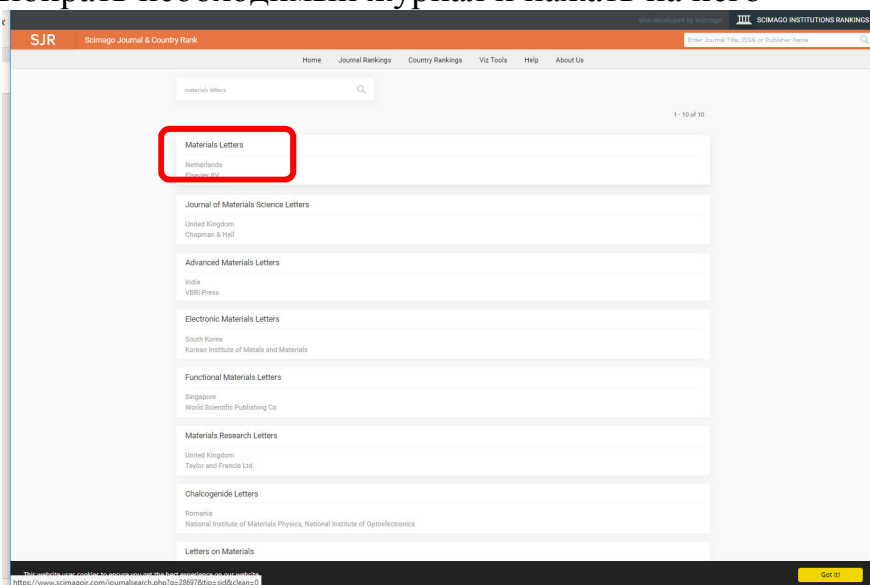 необходимый журнал и нажать на него
also developed by scimago
SCIMAGO INSTITUTIONS RANKINGS
SJR
Scimago Journal & Country Rank
Enter Journal Title, ISSN or Publisher Name
Home Journal Rankings Country Rankings Viz Tools Help About Us
materials letters
1 - 10 of 10
Materials Letters
Netherlands
Elsevier BV
Journal of Materials Science Letters
United Kingdom
Chapman & Hall
Advanced Materials Letters
India
VBRI Press
Electronic Materials Letters
South Korea
Korean Institute of Metals and Materials
Functional Materials Letters
Singapore
World Scientific Publishing Co
Materials Research Letters
United Kingdom
Taylor and Francis Ltd.
Chalcogenide Letters
Romania
National Institute of Materials Physics, National Institute of Optoelectronics
Letters on Materials
This website uses cookies to ensure you get the best experience on our website
Got it!
https://www.scimagojr.com/journalsearch.php?q=28697&tip=sid&clean=0